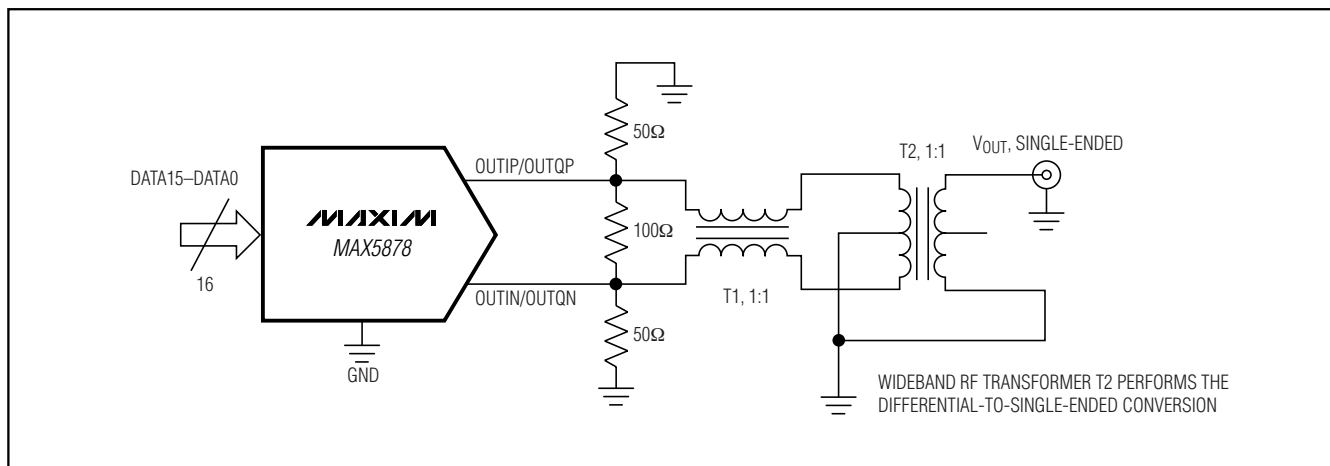 50Ω
T2, 1:1
VOUT, SINGLE-ENDED
OUTIP/OUTQP
DATA15–DATA0
MAXIM
MAX5878
100Ω
16
OUTIN/OUTQN
T1, 1:1
50Ω
GND
WIDEBAND RF TRANSFORMER T2 PERFORMS THE
DIFFERENTIAL-TO-SINGLE-ENDED CONVERSION